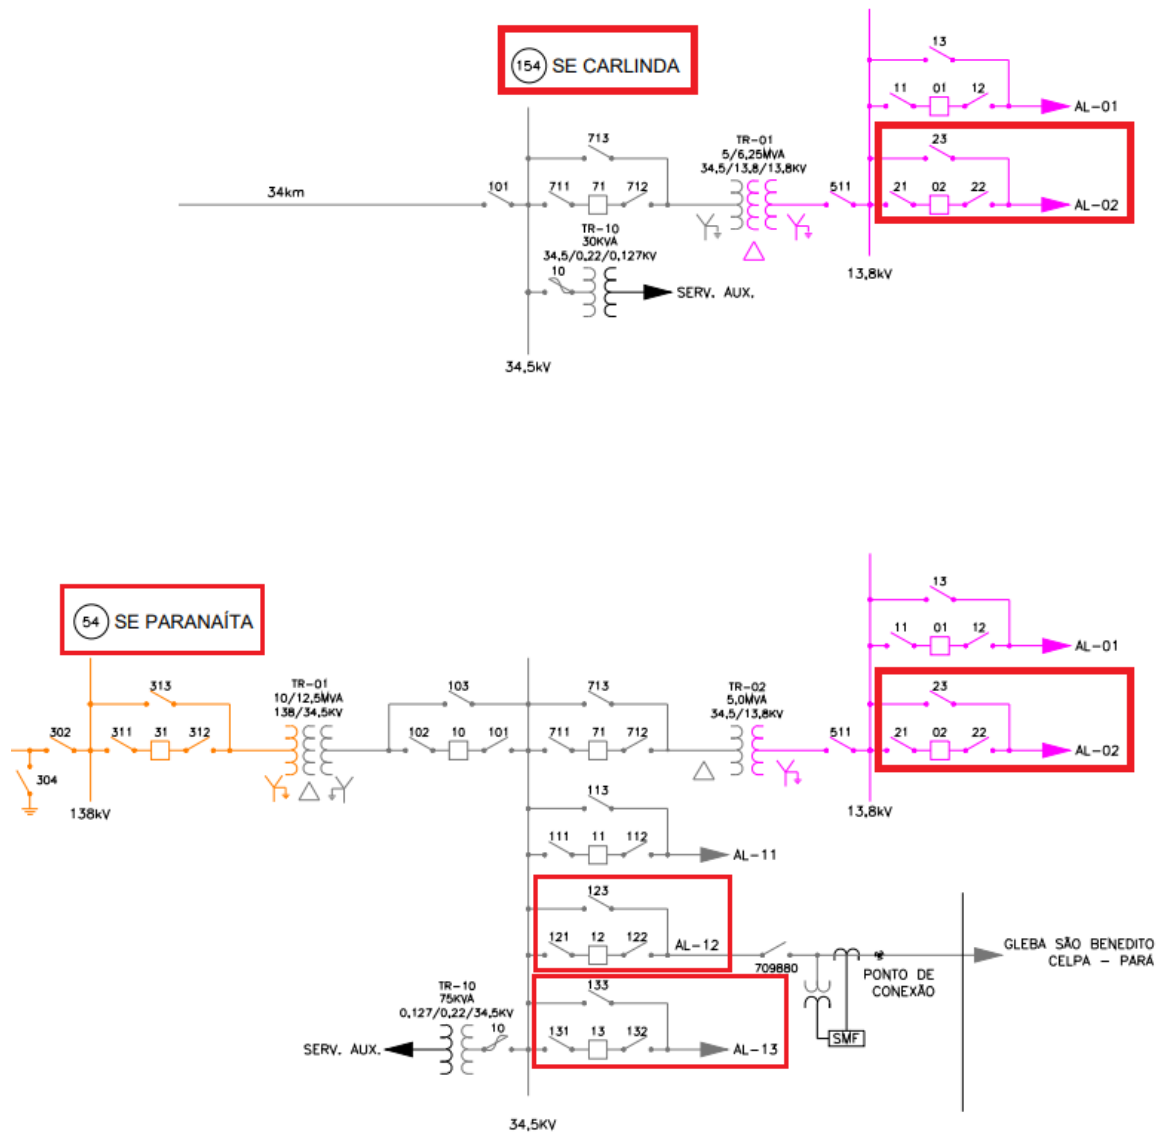 154 SE CARLINDA
13
11 01 12
AL-01
713
TR-01
5/6,25MVA
34,5/13,8/13,8KV
23
34km
101
711 71 712
511
21 02 22
AL-02
TR-10
30KVA
34,5/0,22/0,127KV
10
SERV. AUX.
13,8kV
34,5kV
54 SE PARANAÍTA
13
11 01 12
AL-01
313
TR-01
10/12,5MVA
138/34,5KV
103
713
TR-02
5,0MVA
34,5/13,8KV
23
302
311 31 312
102 10 101
711 71 712
511
21 02 22
AL-02
304
138kV
13,8kV
113
111 11 112
AL-11
123
121 12 122
AL-12
709880
PONTO DE
CONEXÃO
GLEBA SÃO BENEDITO
CELPA - PARÁ
SMF
TR-10
75KVA
0,127/0,22/34,5KV
10
SERV. AUX.
133
131 13 132
AL-13
34,5KV